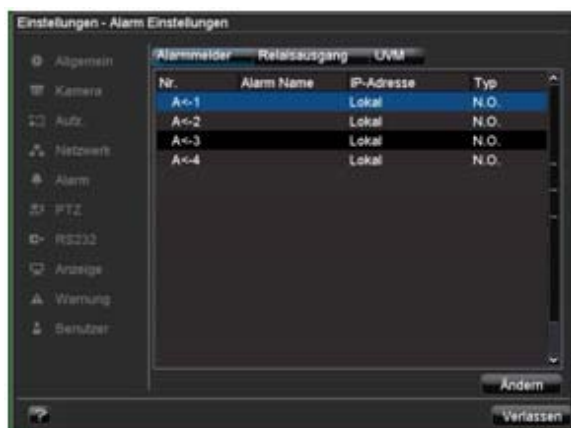 Einstellungen - Alarm Einstellungen
Allgemein
Kamera
Aufz.
Netzwerk
Alarm
PTZ
RS232
Anzeige
Warnung
Benutzer
Alarmmelder Relaisausgang UVM
Nr. Alarm Name IP-Adresse Typ
A<-1 Lokal N.O.
A<-2 Lokal N.O.
A<-3 Lokal N.O.
A<-4 Lokal N.O.
Ändern
? Verlassen